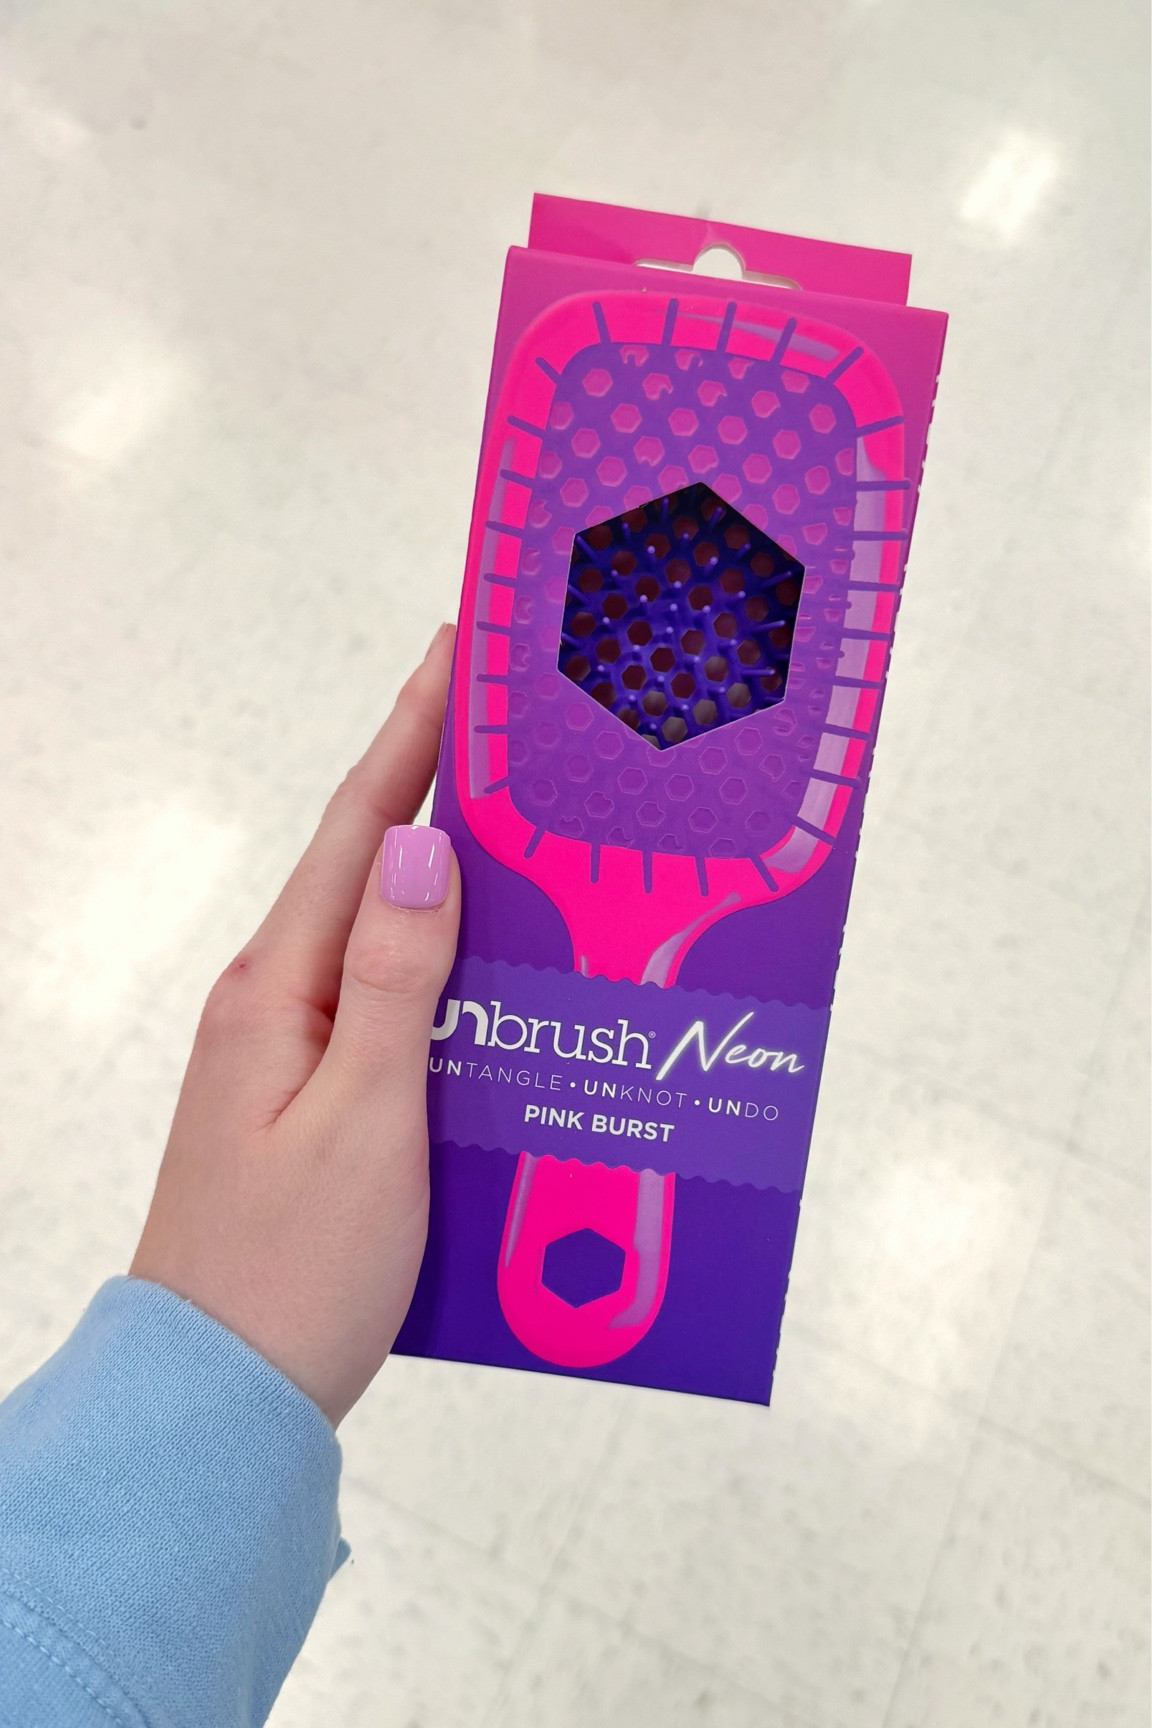 unbrush® Neon
UNTANGLE • UNKNOT • UNDO
PINK BURST